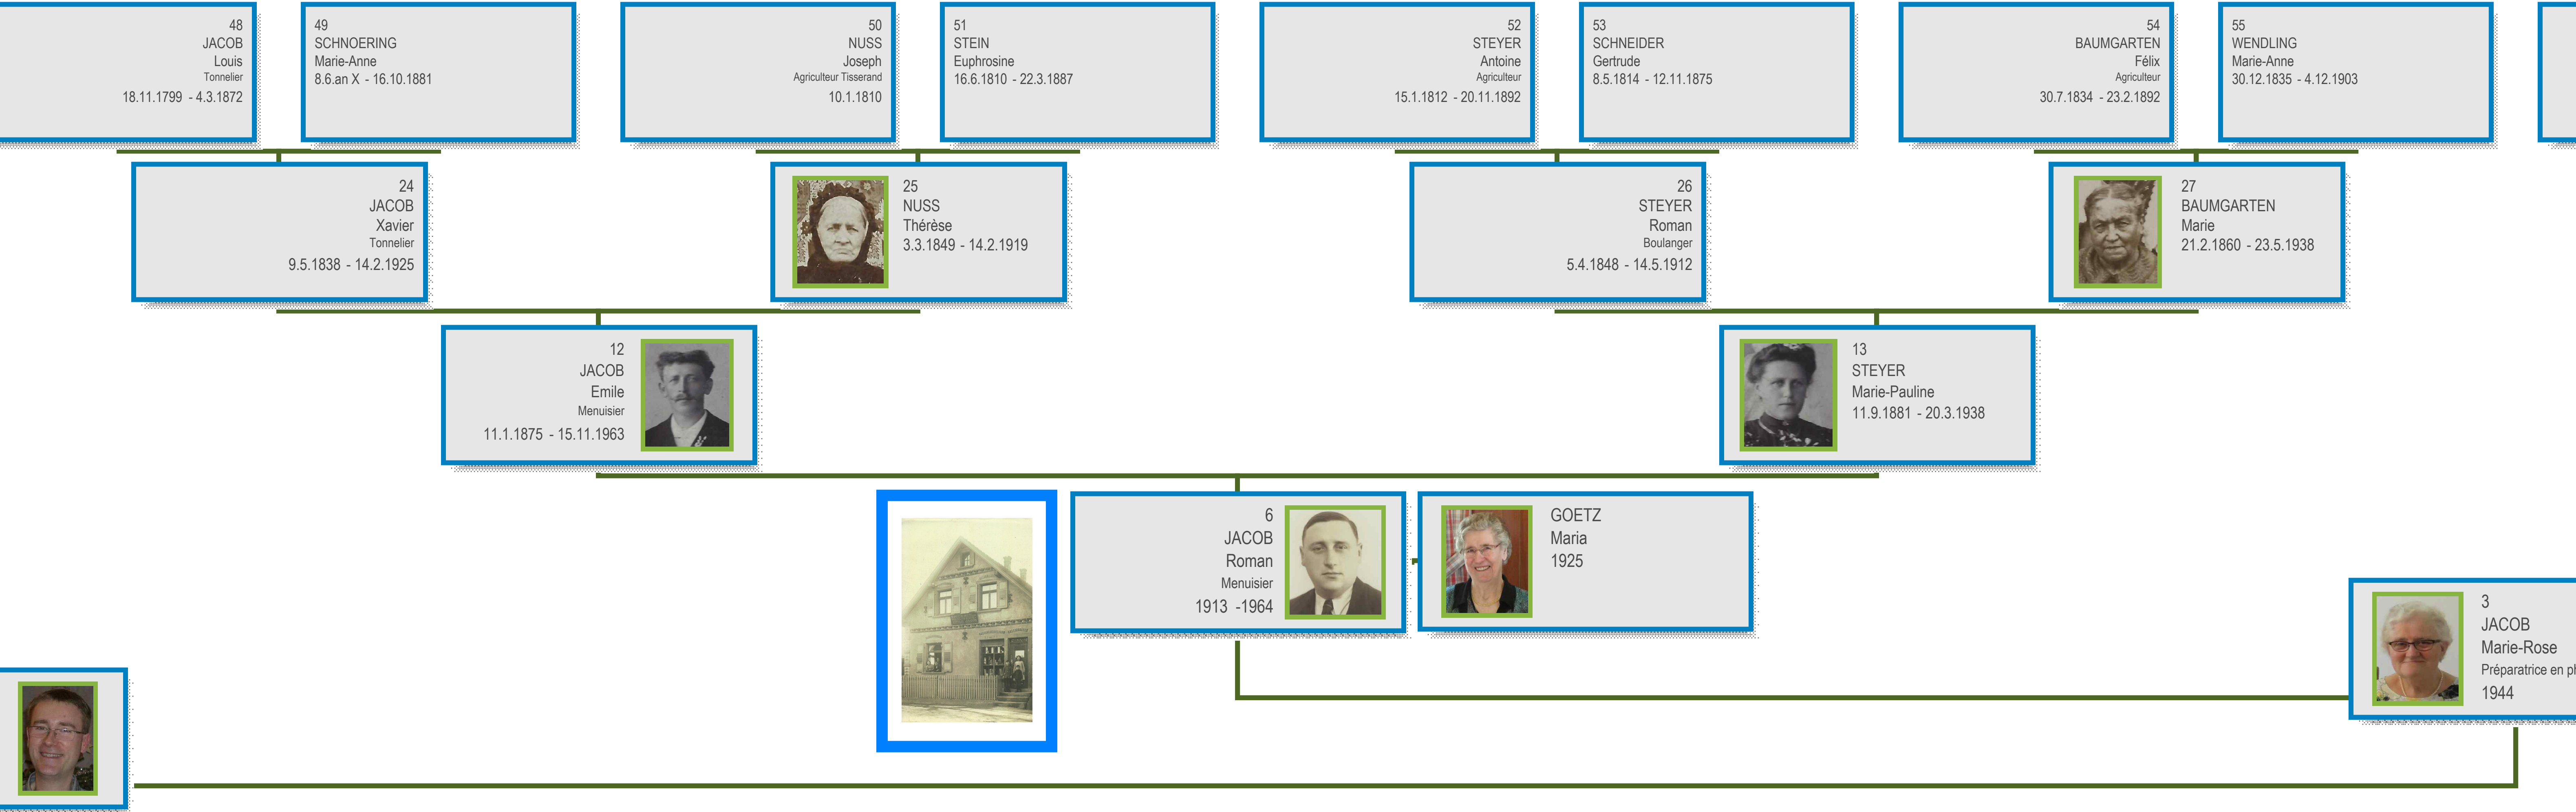 48
JACOB
Louis
Tonnelier
18.11.1799 - 4.3.1872
49
SCHNOERING
Marie-Anne
8.6.an X - 16.10.1881
50
NUSS
Joseph
Agriculteur Tisserand
10.1.1810
51
STEIN
Euphrosine
16.6.1810 - 22.3.1887
52
STEYER
Antoine
Agriculteur
15.1.1812 - 20.11.1892
53
SCHNEIDER
Gertrude
8.5.1814 - 12.11.1875
54
BAUMGARTEN
Félix
Agriculteur
30.7.1834 - 23.2.1892
55
WENDLING
Marie-Anne
30.12.1835 - 4.12.1903
24
JACOB
Xavier
Tonnelier
9.5.1838 - 14.2.1925
25
NUSS
Thérèse
3.3.1849 - 14.2.1919
26
STEYER
Roman
Boulanger
5.4.1848 - 14.5.1912
27
BAUMGARTEN
Marie
21.2.1860 - 23.5.1938
12
JACOB
Emile
Menuisier
11.1.1875 - 15.11.1963
13
STEYER
Marie-Pauline
11.9.1881 - 20.3.1938
6
JACOB
Roman
Menuisier
1913 -1964
GOETZ
Maria
1925
3
JACOB
Marie-Rose
Préparatrice en
1944